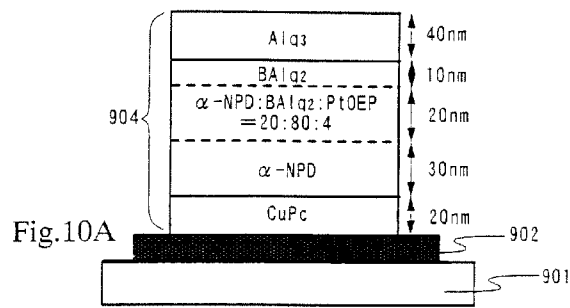 Alq3
40nm
BAlq2
10nm
α-NPD:BAlq2:PtOEP
=20:80:4
20nm
904
α-NPD
30nm
CuPc
20nm
Fig.10A
902
901